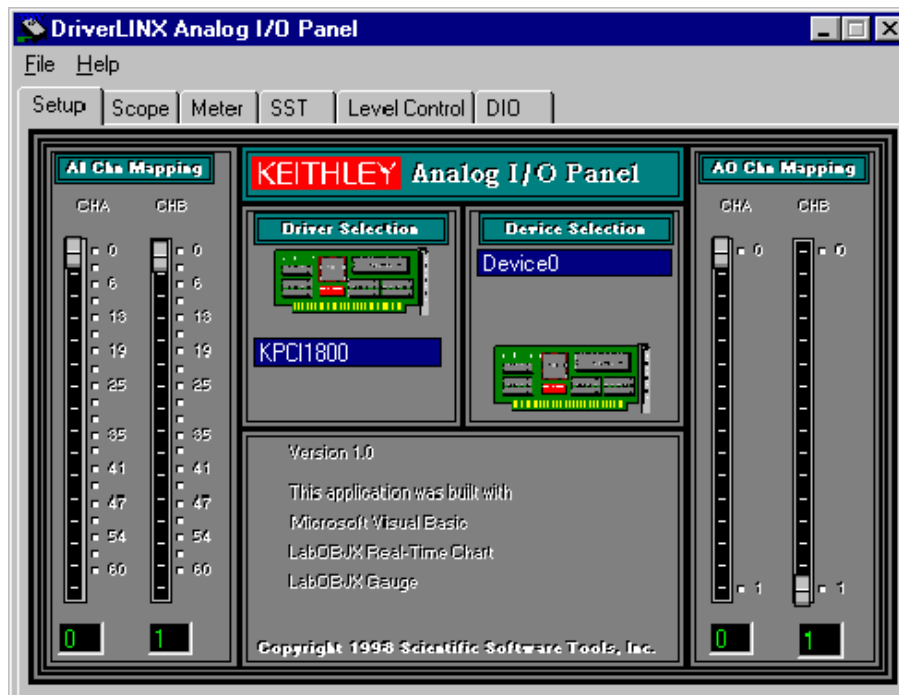 DriverLINX Analog I/O Panel
File Help
Setup Scope Meter SST Level Control DIO
AI Chn Mapping
CHA CHB
0 0
6 6
13 13
19 19
25 25
35 35
41 41
47 47
54 54
60 60
0 1
KEITHLEY Analog I/O Panel
Driver Selection
KPCI1800
Device Selection
Device0
Version 1.0
This application was built with
Microsoft Visual Basic
LabOBJX Real-Time Chart
LabOBJX Gauge
Copyright 1998 Scientific Software Tools, Inc.
AO Chn Mapping
CHA CHB
0 0
1 1
0 1